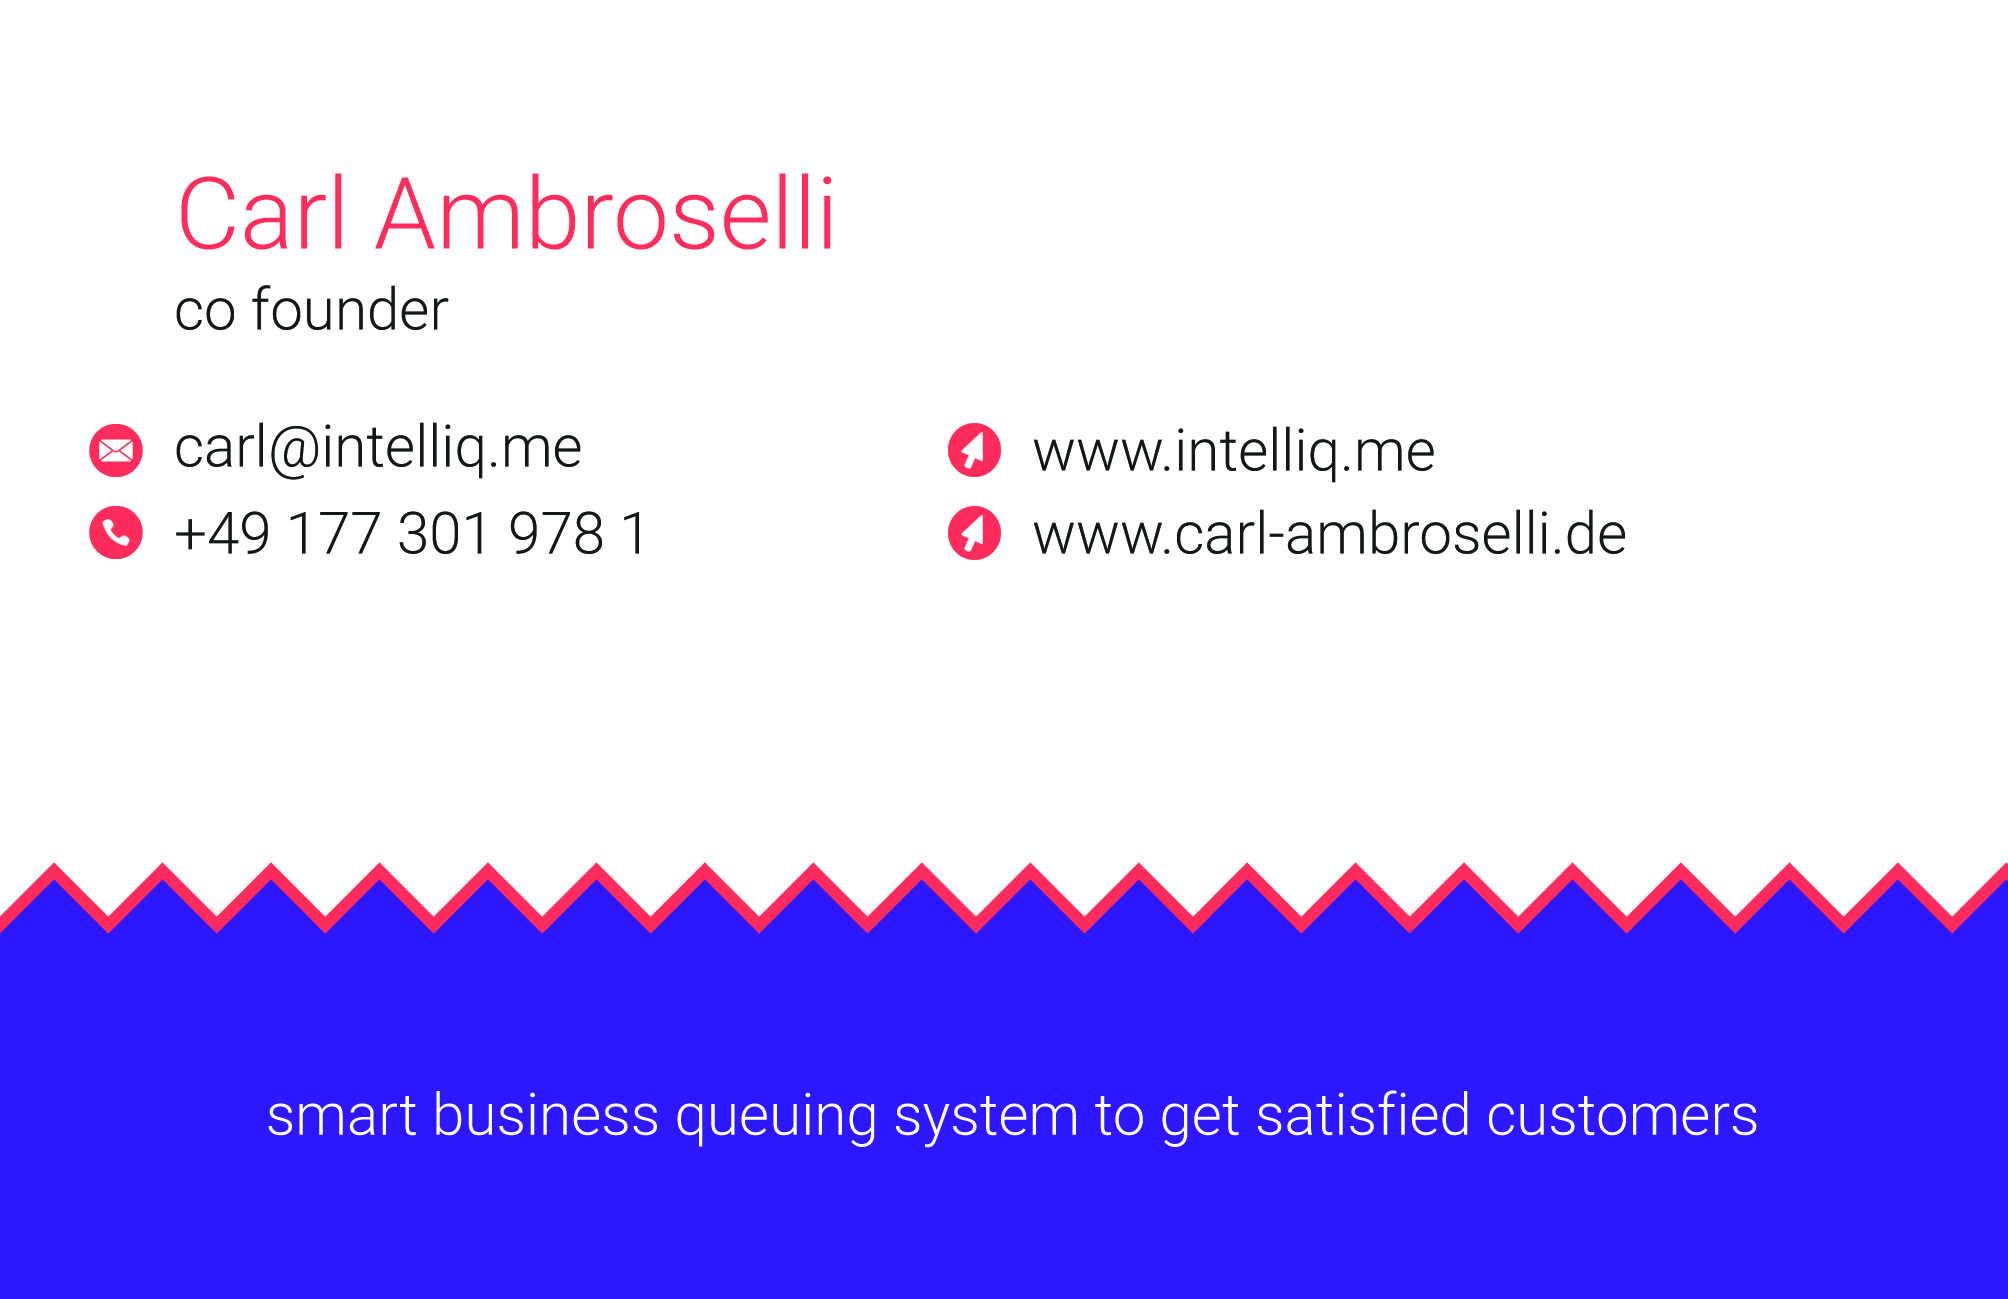 Carl Ambroselli
co founder
carl@intelliq.me
+49 177 301 978 1
www.intelliq.me
www.carl-ambroselli.de
smart business queuing system to get satisfied customers